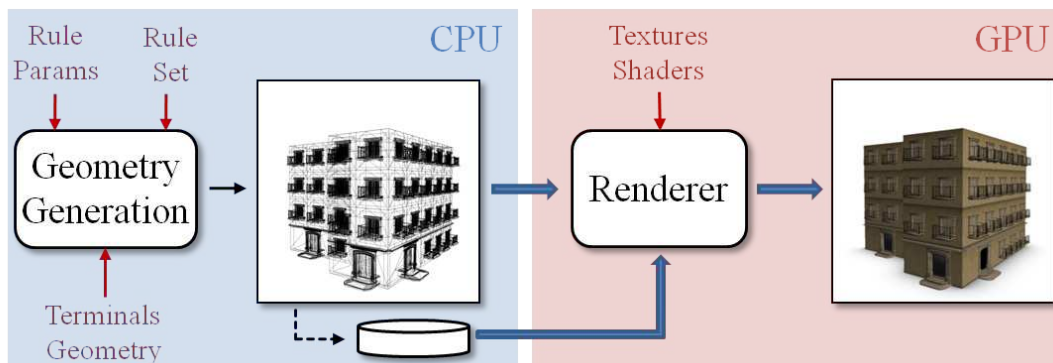 Rule
Params
Rule
Set
CPU
Textures
Shaders
GPU
Geometry
Generation
Renderer
Terminals
Geometry